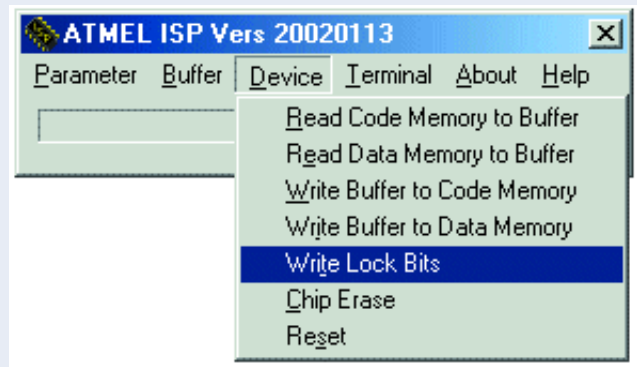 ATMEL ISP Vers 20020113
Parameter Buffer Device Terminal About Help
Read Code Memory to Buffer
Read Data Memory to Buffer
Write Buffer to Code Memory
Write Buffer to Data Memory
Write Lock Bits
Chip Erase
Reset